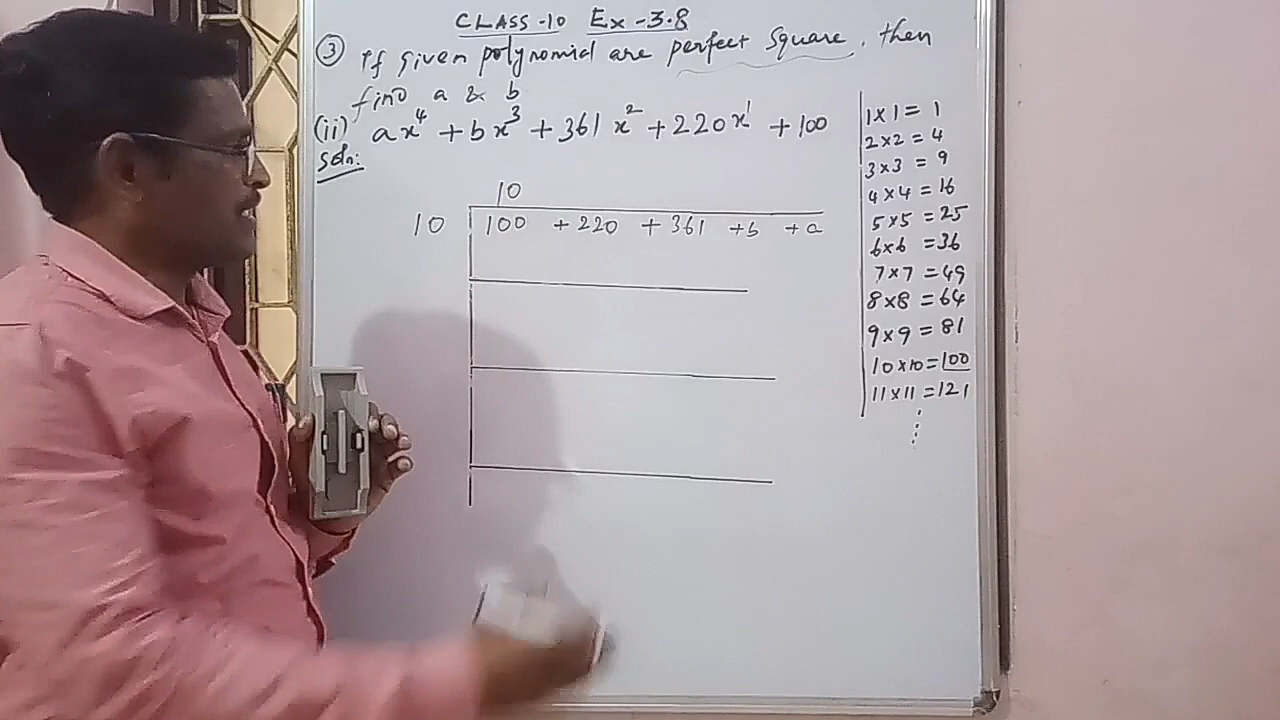 CLASS-10 Ex-3.8
③ If given polynomial are perfect square, then
find a & b
(ii) ax⁴ + bx³ + 361x² + 220x¹ + 100
Soln:
10
10 100 + 220 + 361 + b + a
1×1 = 1
2×2 = 4
3×3 = 9
4×4 = 16
5×5 = 25
6×6 = 36
7×7 = 49
8×8 = 64
9×9 = 81
10×10 = 100
11×11 = 121
⋮